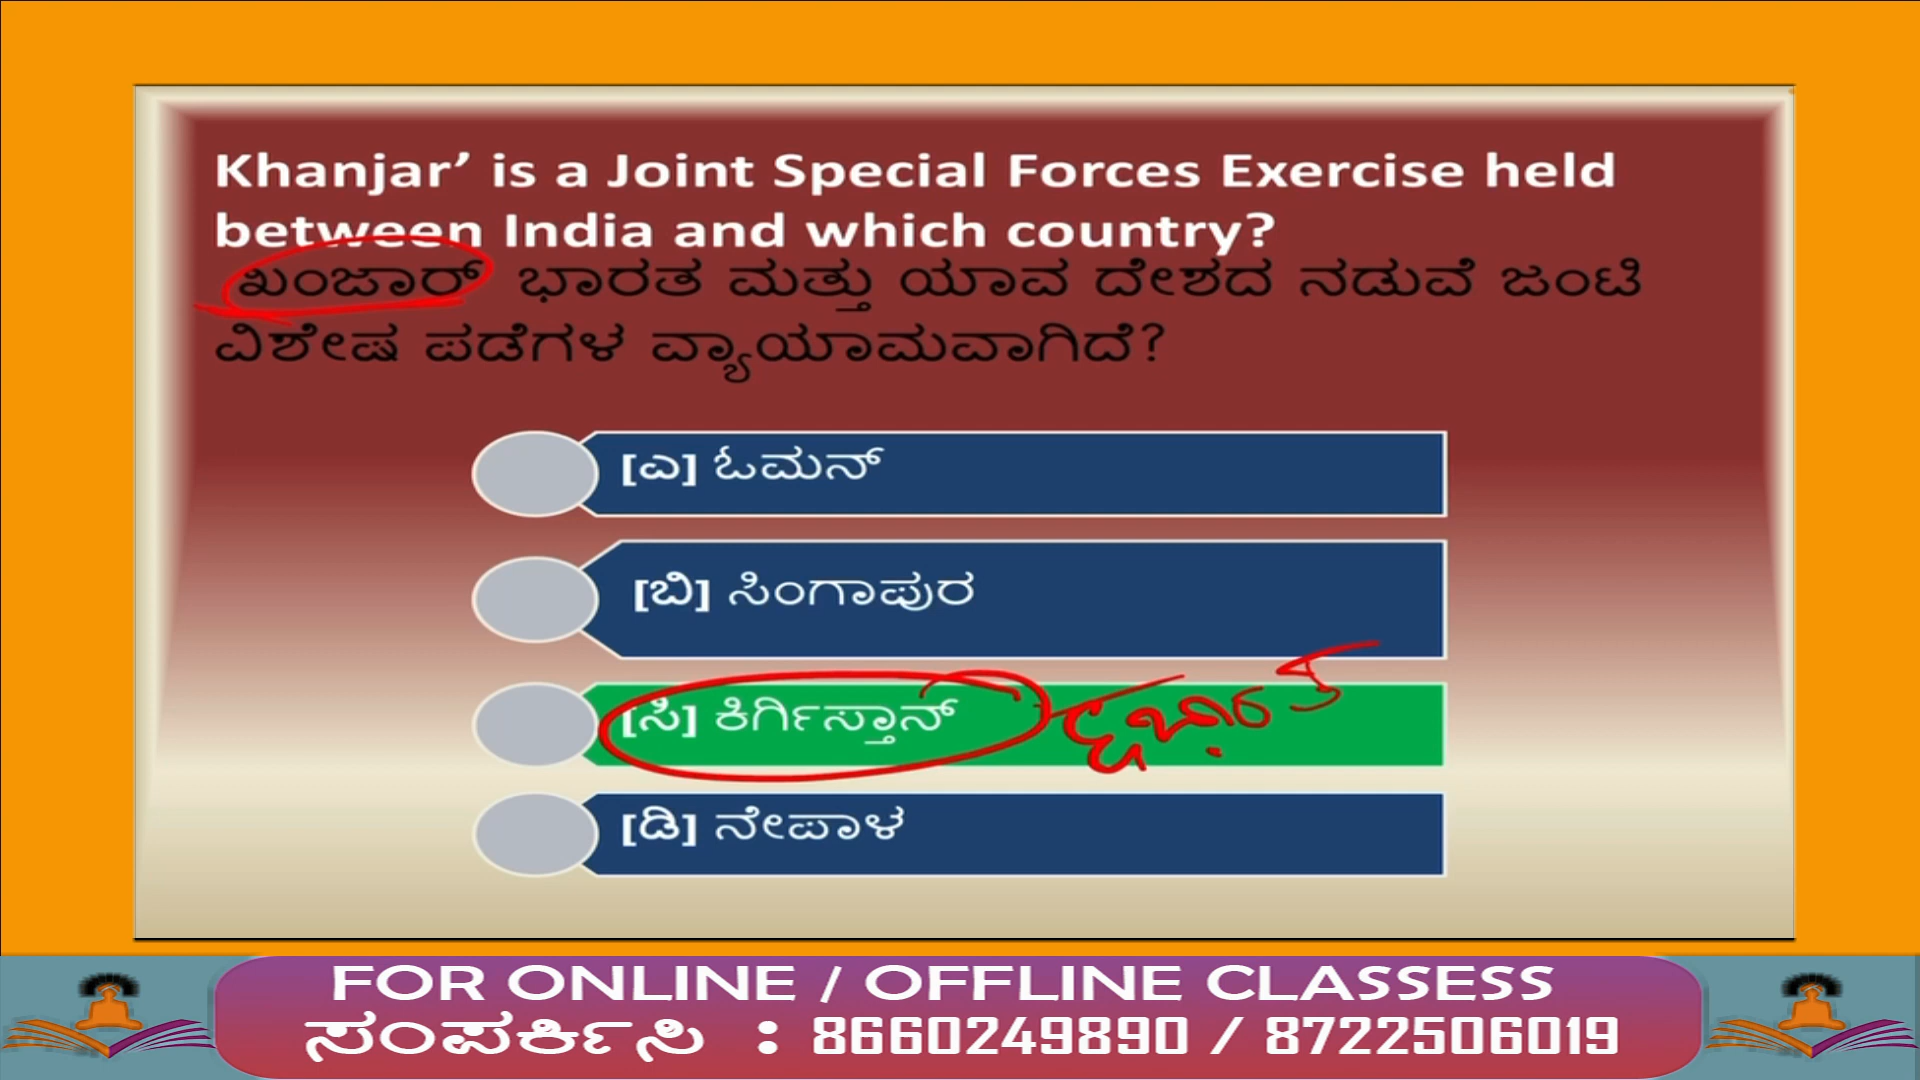 Khanjar’ is a Joint Special Forces Exercise held
between India and which country?
ಖಂಜಾರ್ ಭಾರತ ಮತ್ತು ಯಾವ ದೇಶದ ನಡುವೆ ಜಂಟಿ
ವಿಶೇಷ ಪಡೆಗಳ ವ್ಯಾಯಾಮವಾಗಿದೆ?
[ಎ] ಓಮನ್
[ಬಿ] ಸಿಂಗಾಪುರ
[ಸಿ] ಕಿರ್ಗಿಸ್ತಾನ್
[ಡಿ] ನೇಪಾಳ
FOR ONLINE / OFFLINE CLASSESS
ಸಂಪರ್ಕಿಸಿ : 8660249890 / 8722506019